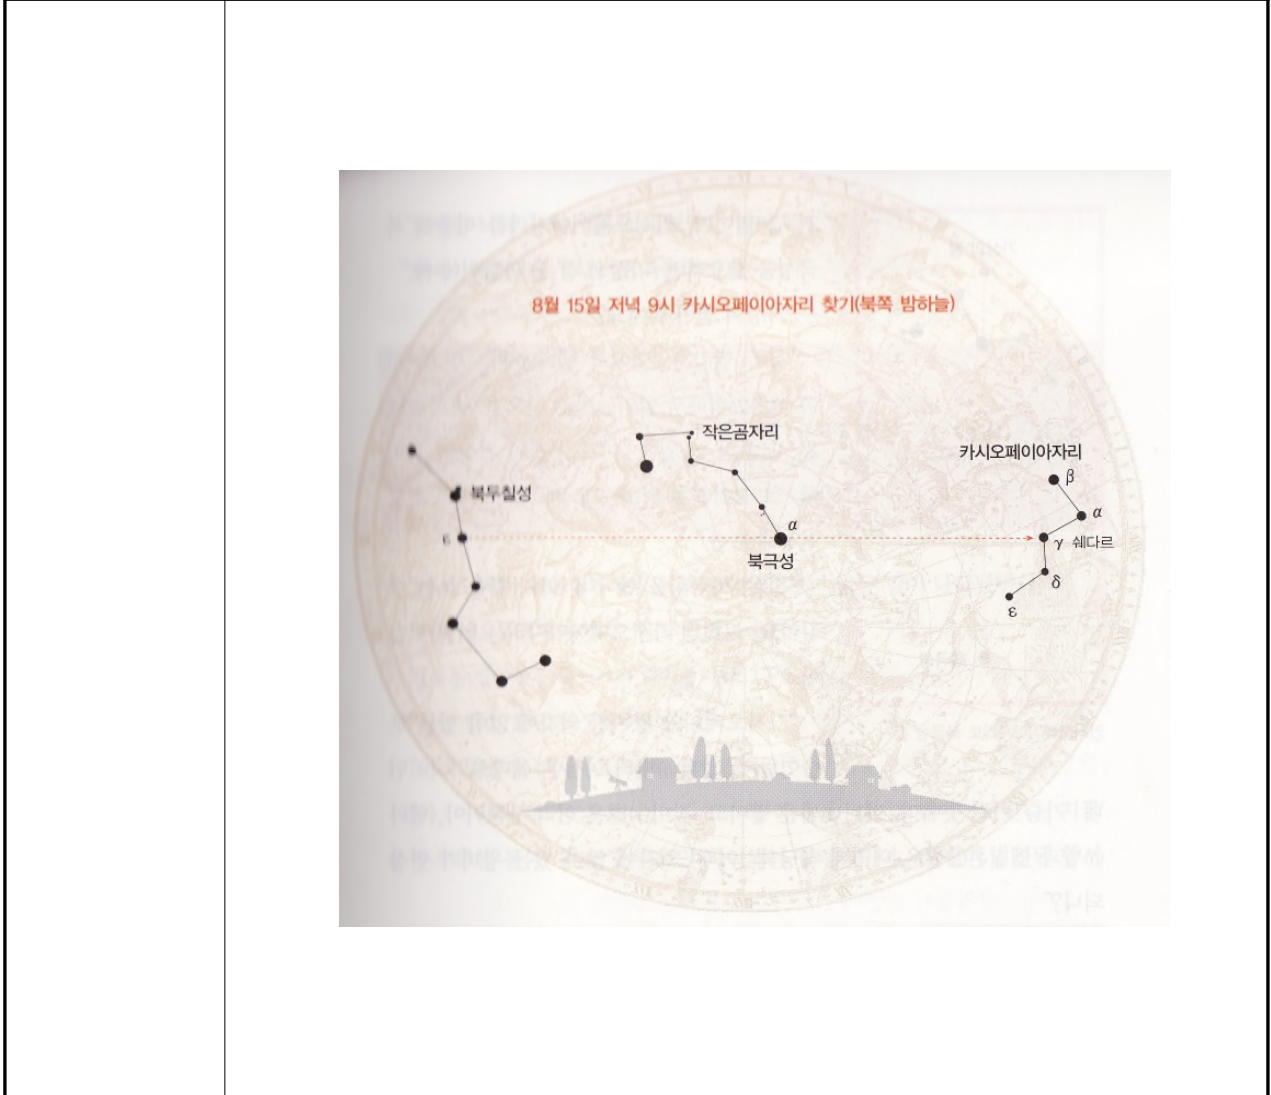 8월 15일 저녁 9시 카시오페이아자리 찾기(북쪽 밤하늘)
작은곰자리
카시오페이아자리
β
북두칠성
α
α
ε
γ 쉐다르
북극성
δ
ε